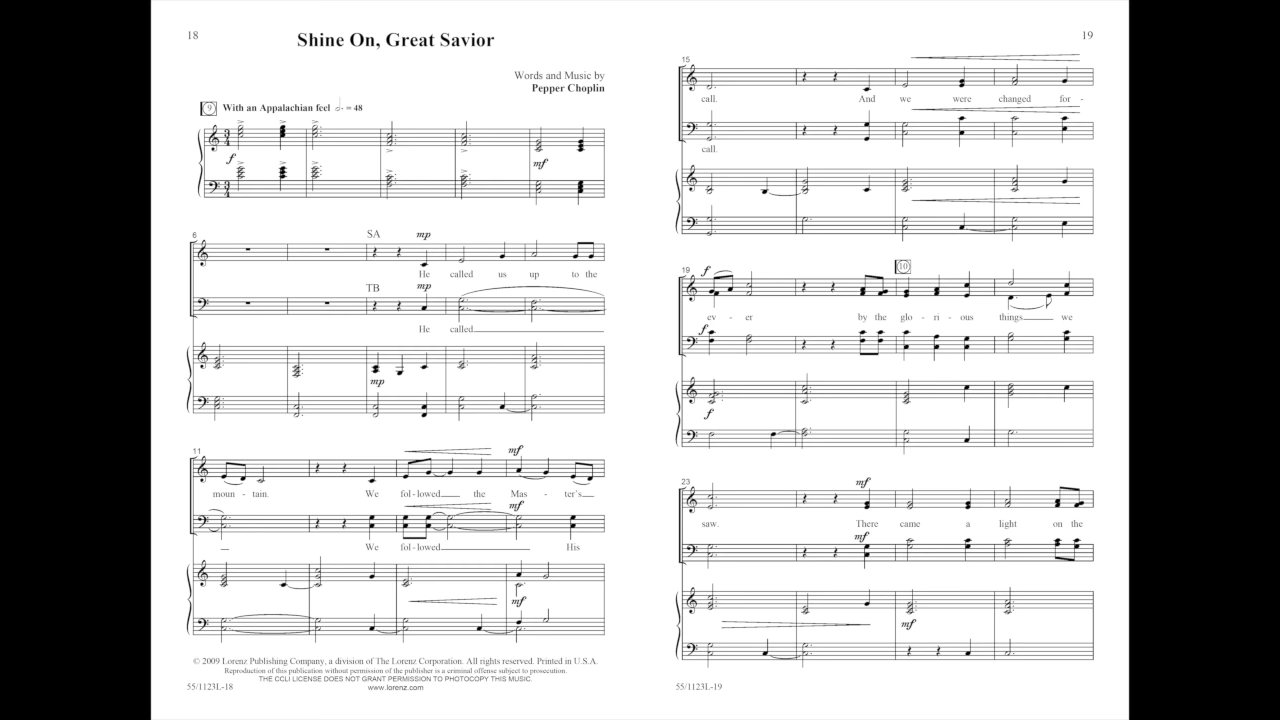 18
Shine On, Great Savior
Words and Music by
Pepper Choplin
9 With an Appalachian feel 𝅗𝅥. = 48
f
mf
6
SA
mp
He called us up to the
TB
mp
He called
mp
11
mf
moun - tain. We fol - lowed the Mas - ter's
mf
We fol - lowed His
mf
© 2009 Lorenz Publishing Company, a division of The Lorenz Corporation. All rights reserved. Printed in U.S.A.
Reproduction of this publication without permission of the publisher is a criminal offense subject to prosecution.
THE CCLI LICENSE DOES NOT GRANT PERMISSION TO PHOTOCOPY THIS MUSIC.
www.lorenz.com
55/1123L-18
19
15
call. And we were changed for -
call.
19
f
10
ev - er by the glo - ri - ous things we
f
f
23
mf
saw. There came a light on the
mf
mf
55/1123L-19